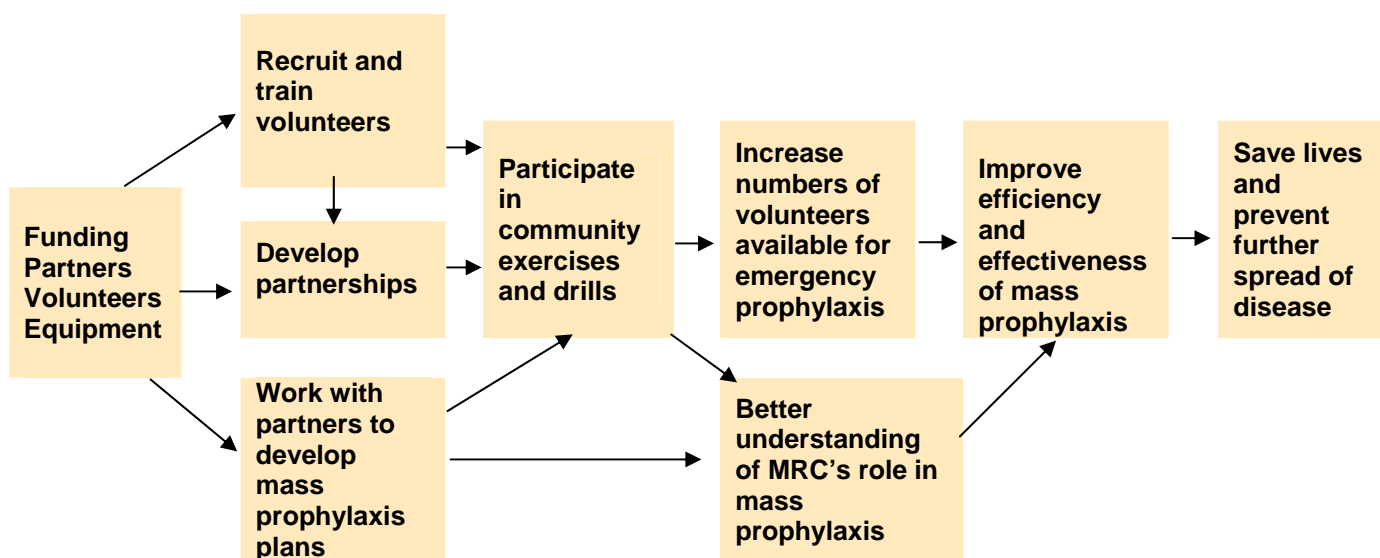 Funding
Partners
Volunteers
Equipment
Recruit and
train
volunteers
Develop
partnerships
Work with
partners to
develop
mass
prophylaxis
plans
Participate
in
community
exercises
and drills
Increase
numbers of
volunteers
available for
emergency
prophylaxis
Better
understanding
of MRC’s role in
mass
prophylaxis
Improve
efficiency
and
effectiveness
of mass
prophylaxis
Save lives
and
prevent
further
spread of
disease